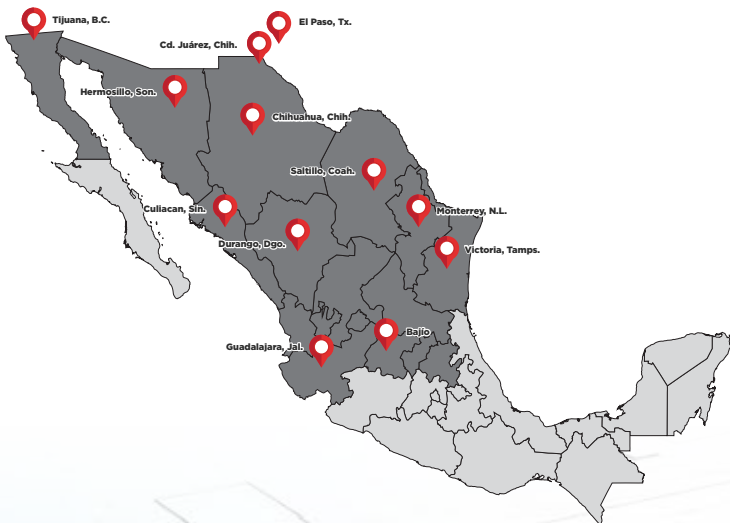 Tijuana, B.C.
El Paso, Tx.
Cd. Juárez, Chih.
Hermosillo, Son.
Chihuahua, Chih.
Saltillo, Coah.
Culiacan, Sin.
Monterrey, N.L.
Durango, Dgo.
Victoria, Tamps.
Bajío
Guadalajara, Jal.